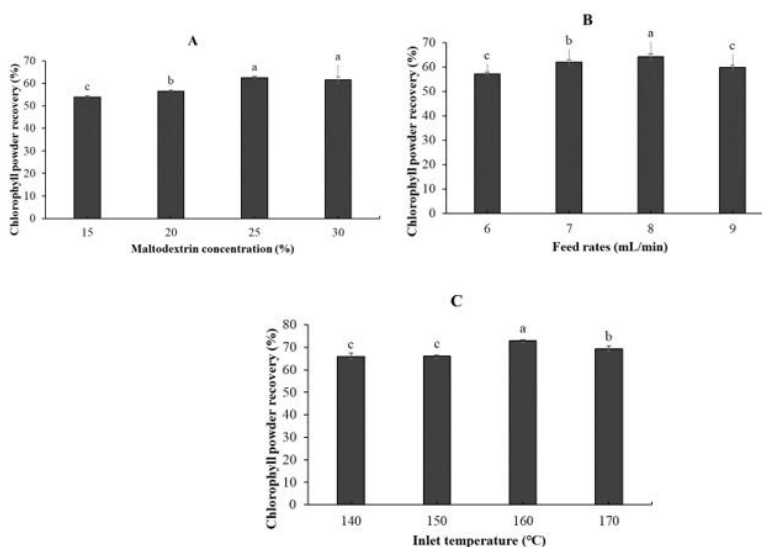 A
Chlorophyll powder recovery (%)
70
60
50
40
30
20
10
0
c
b
a
a
15 20 25 30
Maltodextrin concentration (%)
B
Chlorophyll powder recovery (%)
70
60
50
40
30
20
10
0
c
b
a
c
6 7 8 9
Feed rates (mL/min)
C
Chlorophyll powder recovery (%)
80
70
60
50
40
30
20
10
0
c
c
a
b
140 150 160 170
Inlet temperature (°C)